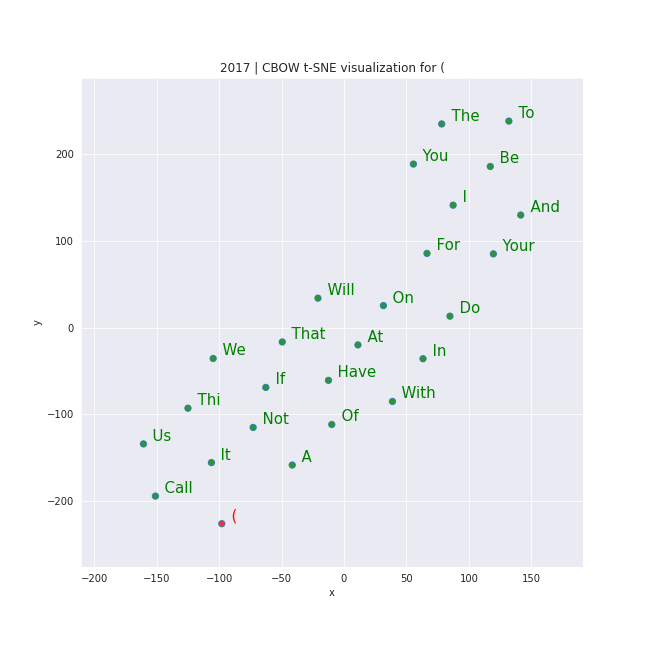 2017 | CBOW t-SNE visualization for (
The
To
You
Be
I
And
For
Your
Will
On
Do
That
At
We
In
If
Have
Thi
With
Not
Of
Us
It
A
Call
(
200
100
0
−100
−200
y
−200 −150 −100 −50 0 50 100 150
x